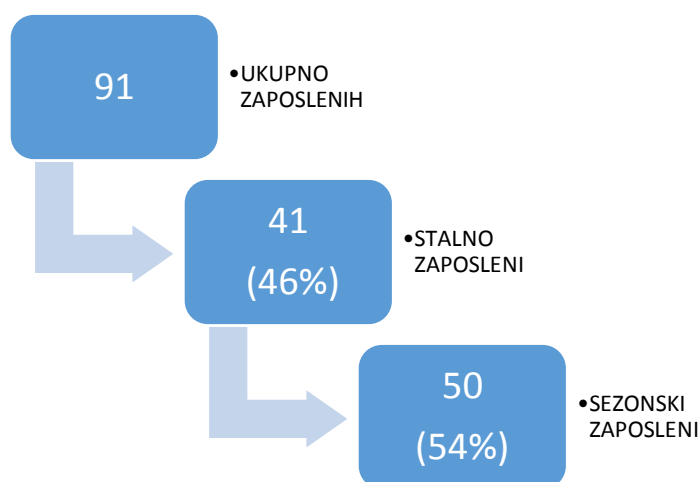 91
•UKUPNO
ZAPOSLENIH
41
(46%)
•STALNO
ZAPOSLENI
50
(54%)
•SEZONSKI
ZAPOSLENI